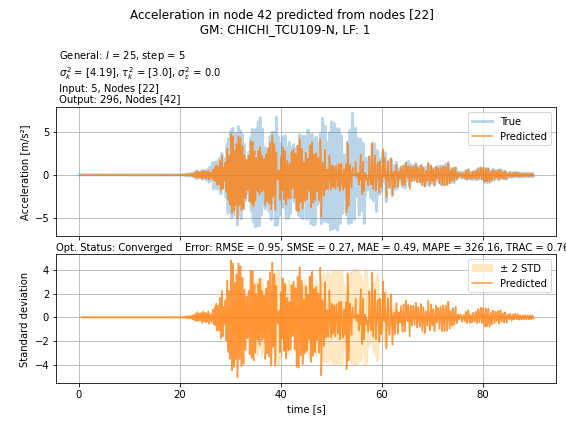 Acceleration in node 42 predicted from nodes [22]
GM: CHICHI_TCU109-N, LF: 1
General: l = 25, step = 5
σ²ₖ = [4.19], τ²ₖ = [3.0], σ²_ε = 0.0
Input: 5, Nodes [22]
Output: 296, Nodes [42]
Acceleration [m/s²]
5
0
−5
True
Predicted
Opt. Status: Converged Error: RMSE = 0.95, SMSE = 0.27, MAE = 0.49, MAPE = 326.16, TRAC = 0.76
Standard deviation
4
2
0
−2
−4
± 2 STD
Predicted
0 20 40 60 80
time [s]